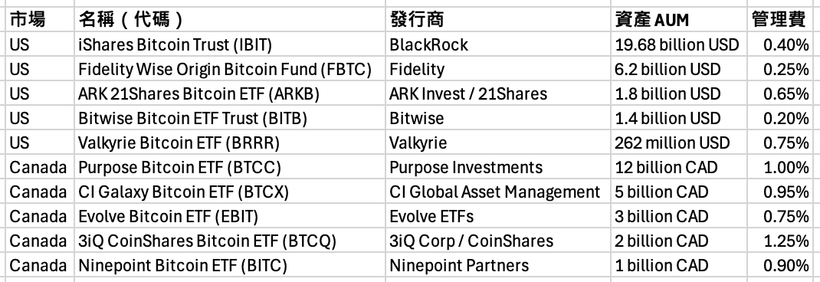 市場 名稱（代碼） 發行商 資產 AUM 管理費
US iShares Bitcoin Trust (IBIT) BlackRock 19.68 billion USD 0.40%
US Fidelity Wise Origin Bitcoin Fund (FBTC) Fidelity 6.2 billion USD 0.25%
US ARK 21Shares Bitcoin ETF (ARKB) ARK Invest / 21Shares 1.8 billion USD 0.65%
US Bitwise Bitcoin ETF Trust (BITB) Bitwise 1.4 billion USD 0.20%
US Valkyrie Bitcoin ETF (BRRR) Valkyrie 262 million USD 0.75%
Canada Purpose Bitcoin ETF (BTCC) Purpose Investments 12 billion CAD 1.00%
Canada CI Galaxy Bitcoin ETF (BTCX) CI Global Asset Management 5 billion CAD 0.95%
Canada Evolve Bitcoin ETF (EBIT) Evolve ETFs 3 billion CAD 0.75%
Canada 3iQ CoinShares Bitcoin ETF (BTCQ) 3iQ Corp / CoinShares 2 billion CAD 1.25%
Canada Ninepoint Bitcoin ETF (BITC) Ninepoint Partners 1 billion CAD 0.90%